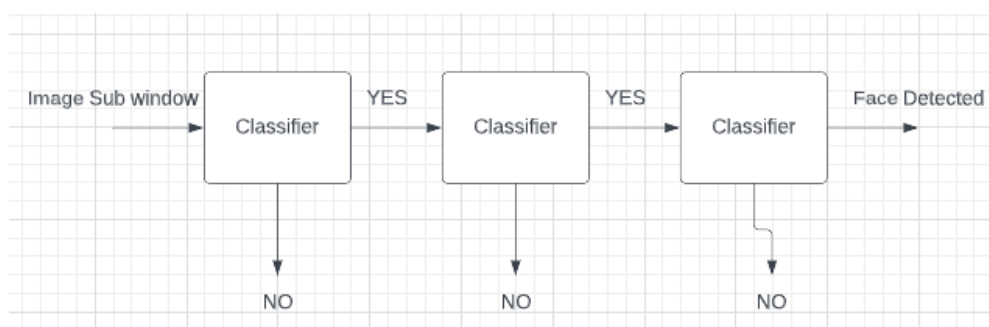 Image Sub window
YES
YES
Face Detected
Classifier
Classifier
Classifier
NO
NO
NO